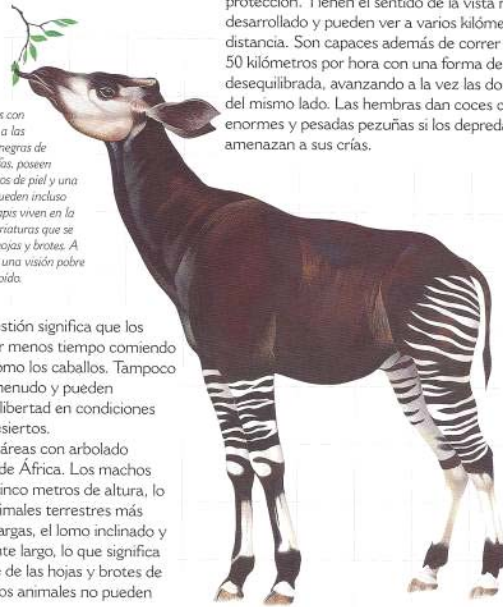 s con
a las
negras de
poseen
os de piel y una
ueden incluso
apis viven en la
riaturas que se
hojas y brotes. A
una visión pobre
oído.
stión significa que los
r menos tiempo comiendo
omo los caballos. Tampoco
menudo y pueden
libertad en condiciones
siertos.
áreas con arbolado
de África. Los machos
inco metros de altura, lo
imales terrestres más
argas, el lomo inclinado y
nte largo, lo que significa
e de las hojas y brotes de
os animales no pueden
protección. Tienen el sentido de la vista
desarrollado y pueden ver a varios kilóme
distancia. Son capaces además de correr
50 kilómetros por hora con una forma de
desequilibrada, avanzando a la vez las do
del mismo lado. Las hembras dan coces c
enormes y pesadas pezuñas si los depreda
amenazan a sus crías.